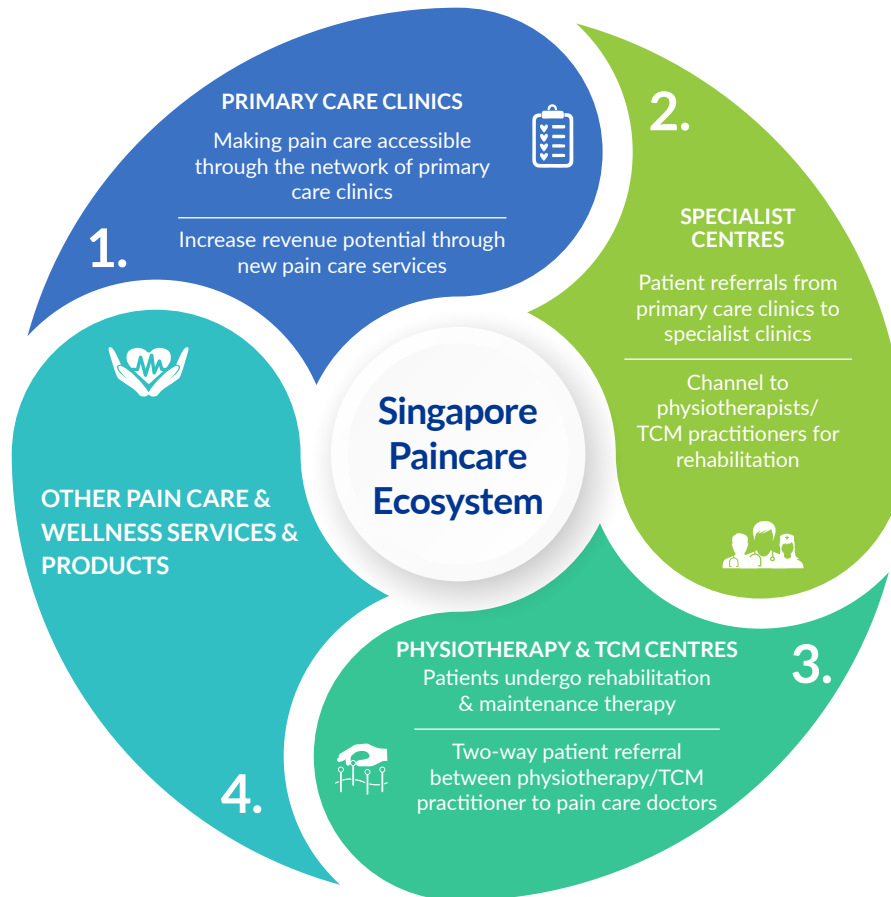 1.
PRIMARY CARE CLINICS
Making pain care accessible
through the network of primary
care clinics
Increase revenue potential through
new pain care services
2.
SPECIALIST
CENTRES
Patient referrals from
primary care clinics to
specialist clinics
Channel to
physiotherapists/
TCM practitioners for
rehabilitation
Singapore
Paincare
Ecosystem
3.
PHYSIOTHERAPY & TCM CENTRES
Patients undergo rehabilitation
& maintenance therapy
Two-way patient referral
between physiotherapy/TCM
practitioner to pain care doctors
4.
OTHER PAIN CARE &
WELLNESS SERVICES &
PRODUCTS